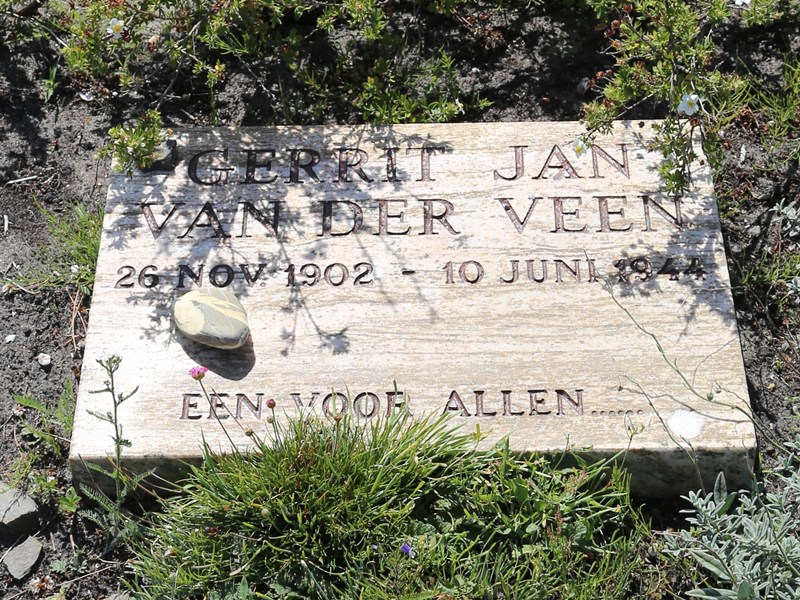 GERRIT JAN
VAN DER VEEN
26 NOV. 1902 - 10 JUNI 1944
EEN VOOR ALLEN......